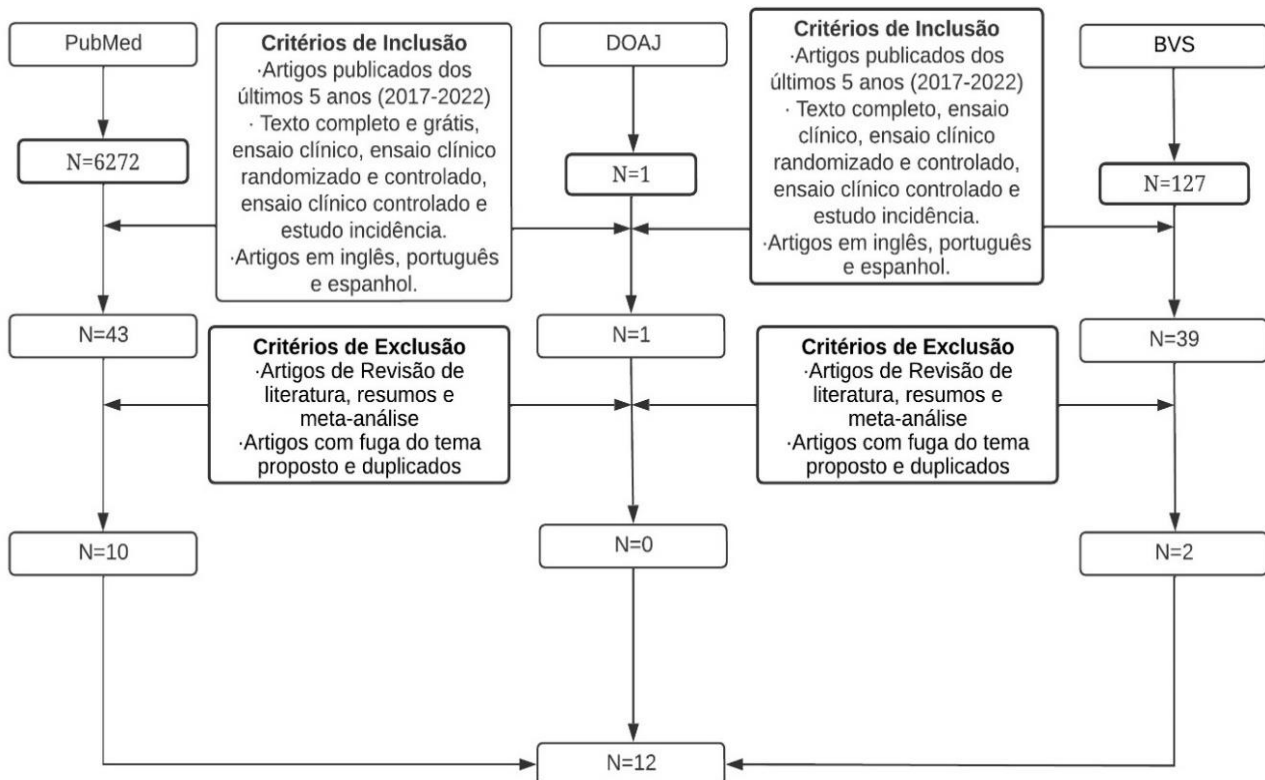 PubMed
Critérios de Inclusão
·Artigos publicados dos
últimos 5 anos (2017-2022)
· Texto completo e grátis,
ensaio clínico, ensaio clínico
randomizado e controlado,
ensaio clínico controlado e
estudo incidência.
·Artigos em inglês, português
e espanhol.
DOAJ
Critérios de Inclusão
·Artigos publicados dos
últimos 5 anos (2017-2022)
· Texto completo, ensaio
clínico, ensaio clínico
randomizado e controlado,
ensaio clínico controlado e
estudo incidência.
·Artigos em inglês, português
e espanhol.
BVS
N=6272
N=1
N=127
N=43
Critérios de Exclusão
·Artigos de Revisão de
literatura, resumos e
meta-análise
·Artigos com fuga do tema
proposto e duplicados
N=1
Critérios de Exclusão
·Artigos de Revisão de
literatura, resumos e
meta-análise
·Artigos com fuga do tema
proposto e duplicados
N=39
N=10
N=0
N=2
N=12